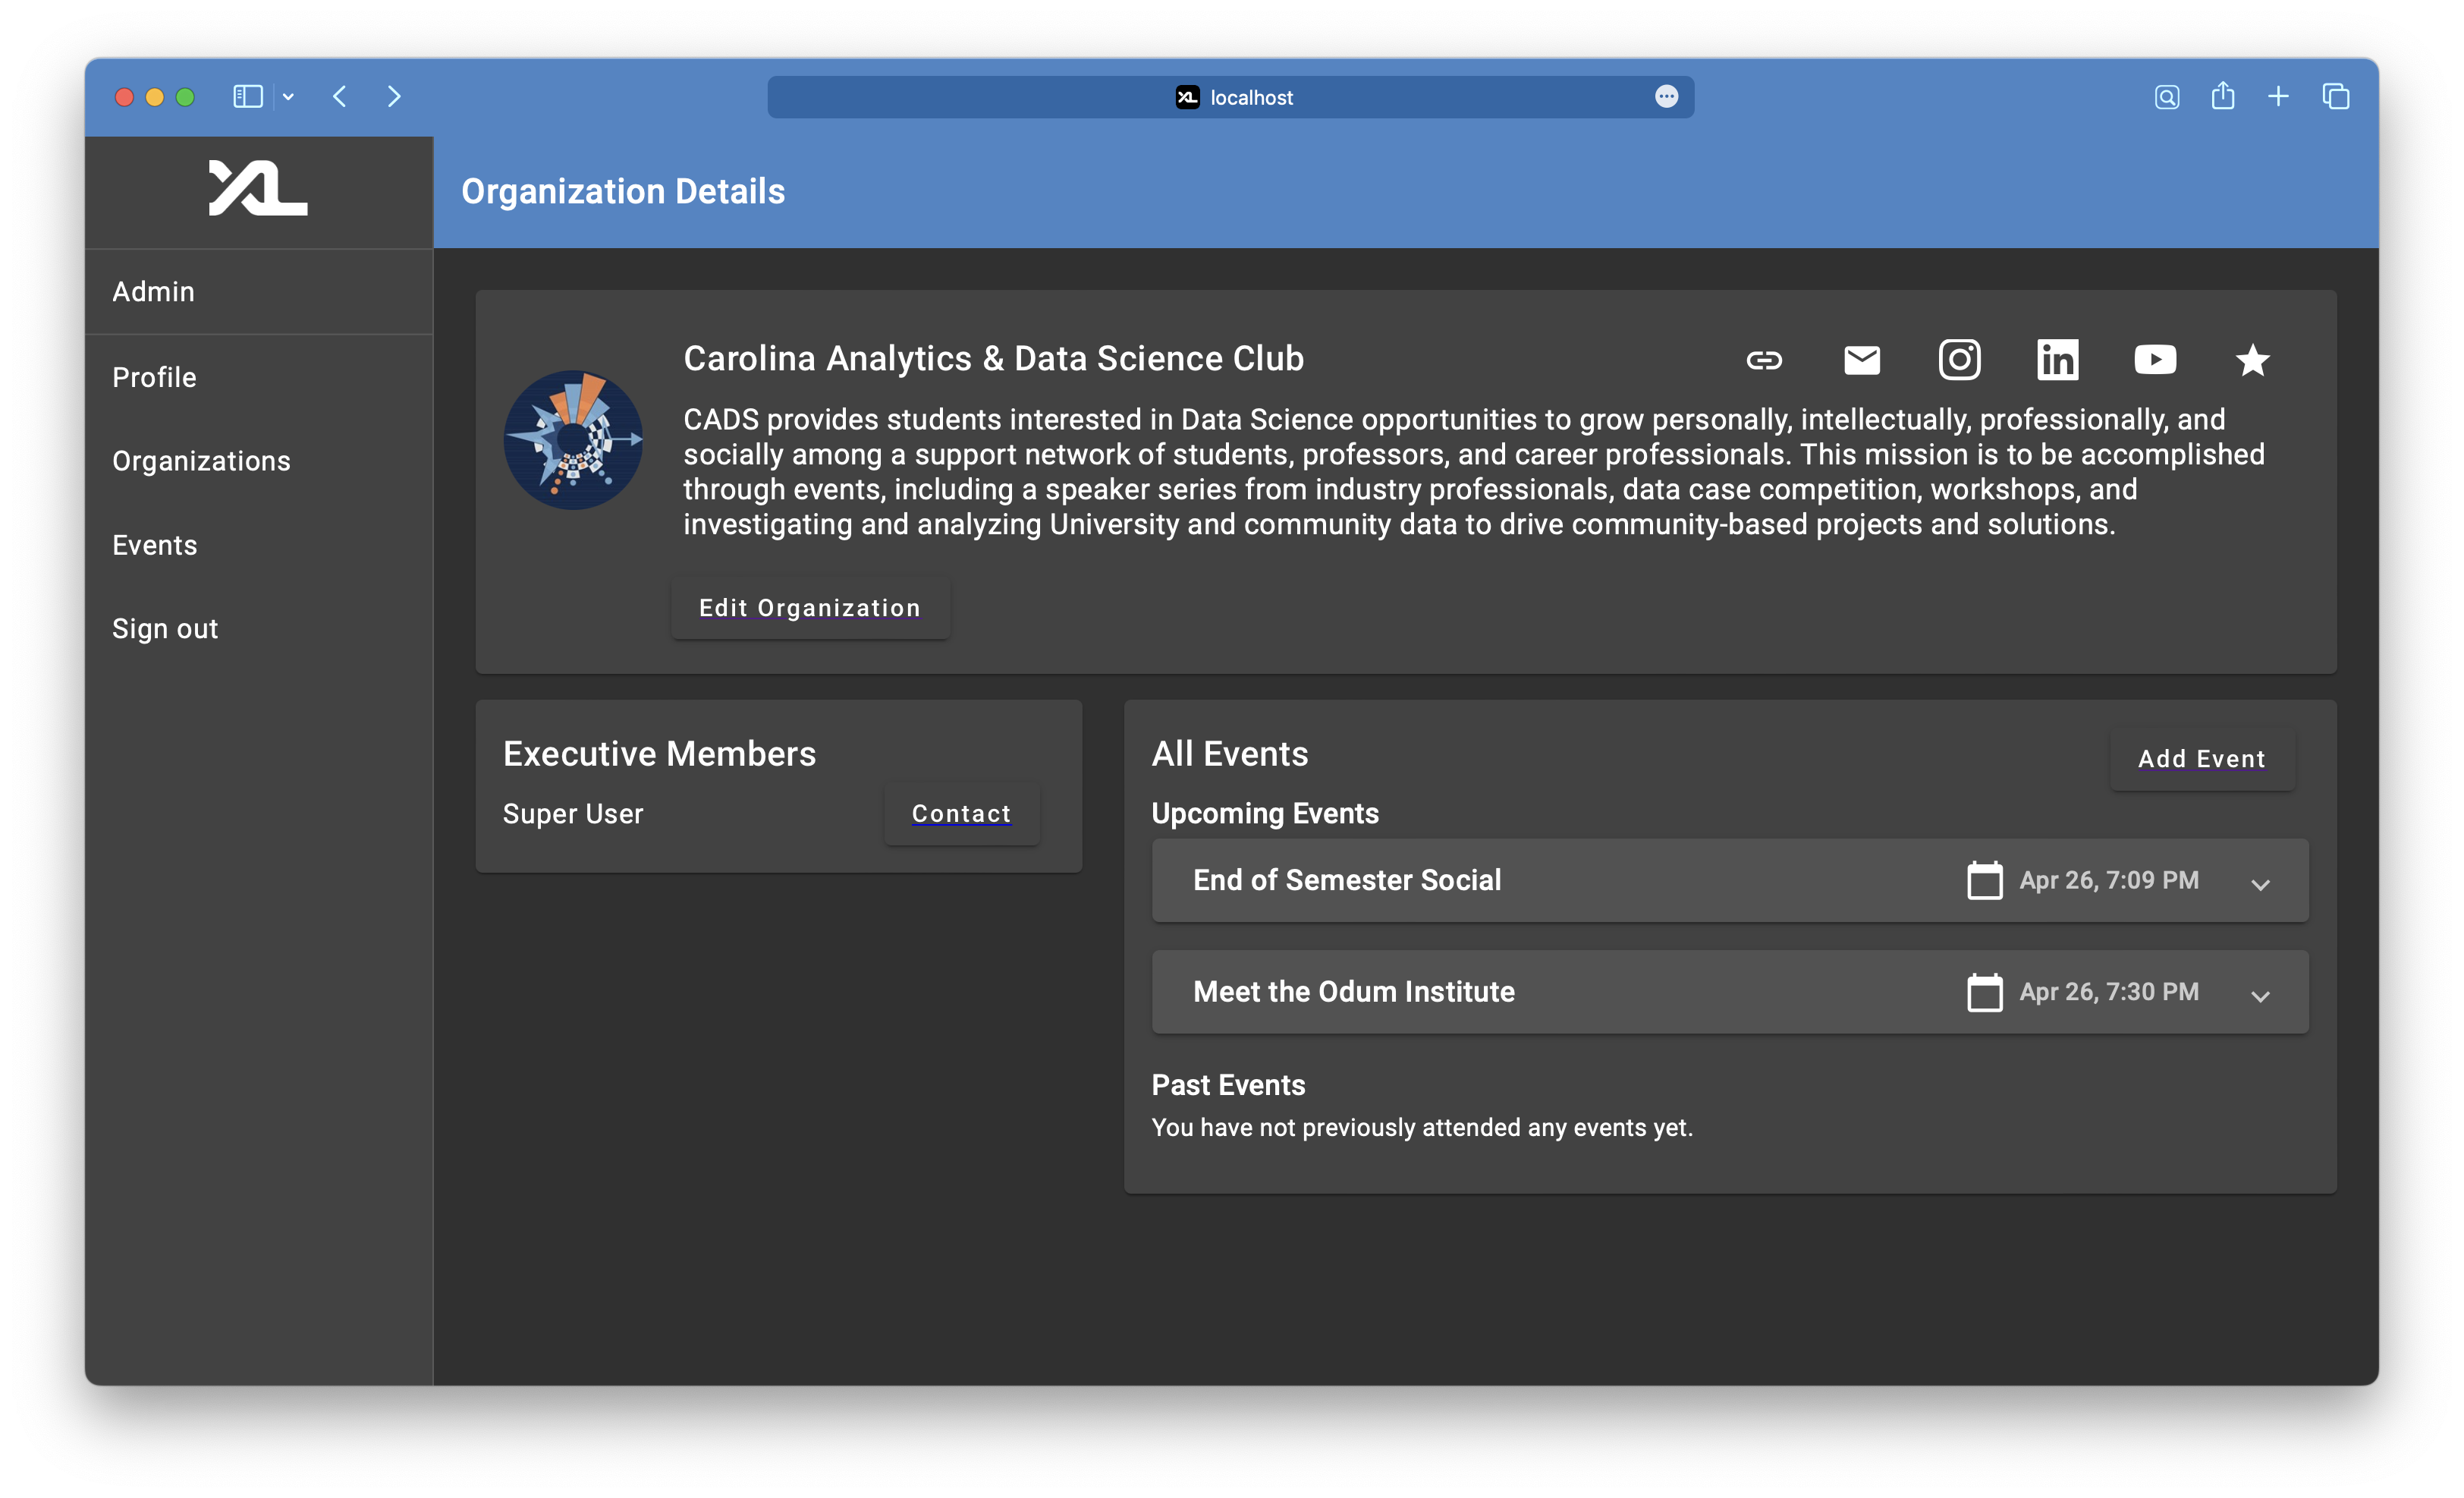 localhost
XL
Organization Details
Admin
Profile
Organizations
Events
Sign out
Carolina Analytics & Data Science Club
in
CADS provides students interested in Data Science opportunities to grow personally, intellectually, professionally, and
socially among a support network of students, professors, and career professionals. This mission is to be accomplished
through events, including a speaker series from industry professionals, data case competition, workshops, and
investigating and analyzing University and community data to drive community-based projects and solutions.
Edit Organization
Executive Members
Super User
Contact
All Events
Add Event
Upcoming Events
End of Semester Social
Apr 26, 7:09 PM
Meet the Odum Institute
Apr 26, 7:30 PM
Past Events
You have not previously attended any events yet.